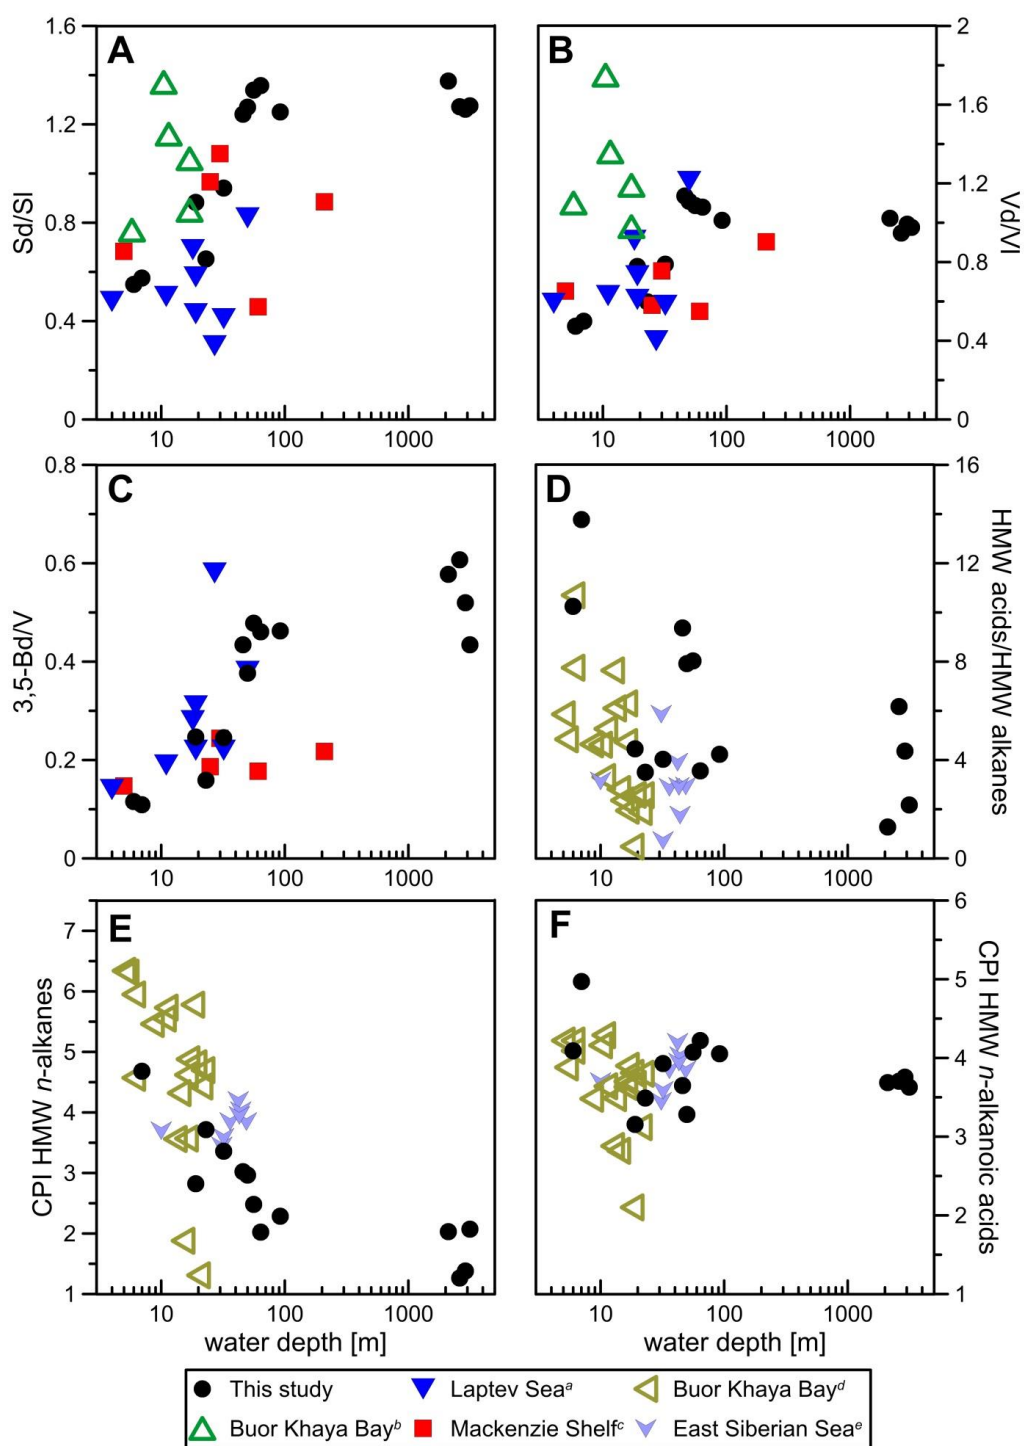 A
B
1.6
1.2
0.8
0.4
0
Sd/Sl
10 100 1000
2
1.6
1.2
0.8
0.4
0
Vd/Vl
10 100 1000
C
D
0.8
0.6
0.4
0.2
0
3,5-Bd/V
10 100 1000
16
12
8
4
0
HMW acids/HMW alkanes
10 100 1000
E
F
7
6
5
4
3
2
1
CPI HMW n-alkanes
10 100 1000
water depth [m]
6
5
4
3
2
1
CPI HMW n-alkanoic acids
10 100 1000
water depth [m]
This study
Laptev Sea^a
Buor Khaya Bay^d
Buor Khaya Bay^b
Mackenzie Shelf^c
East Siberian Sea^e